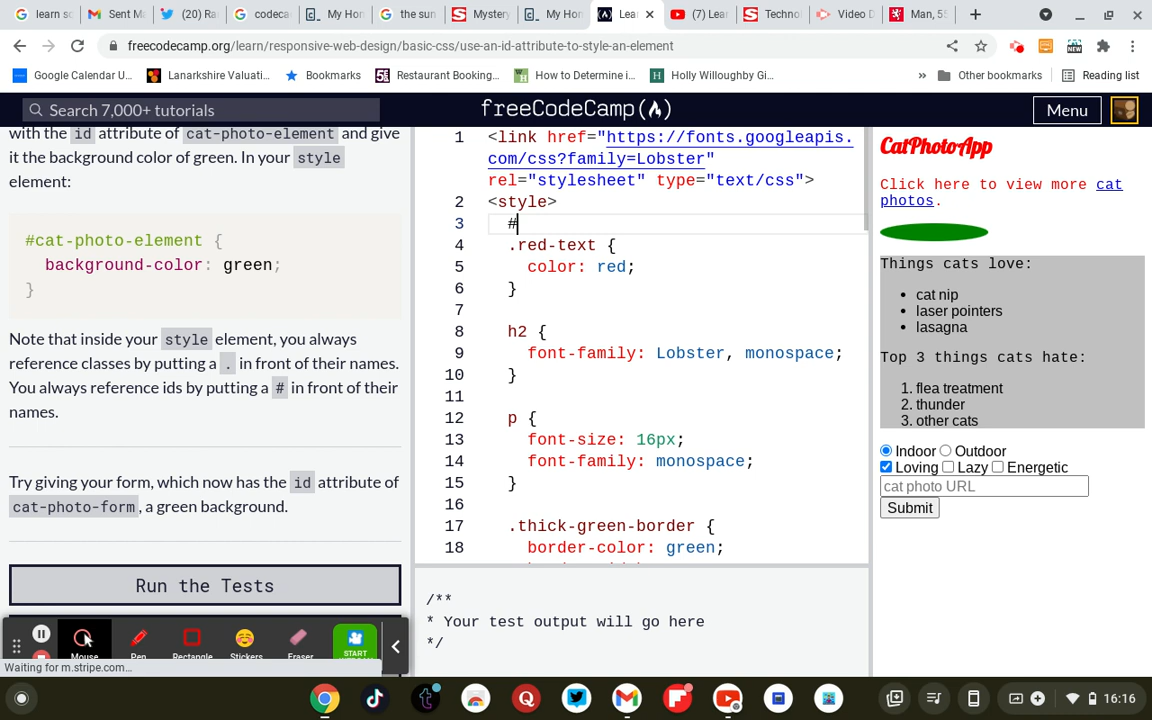 learn s
Sent M
(20) Ra
codeca
My Hon
the sun
Mystery
My Hon
Lear
(1) Lea
Technol
Video D
Man, 55
freecodecamp.org/learn/responsive-web-design/basic-css/use-an-id-attribute-to-style-an-element
Google Calendar U...
Lanarkshire Valuati...
Bookmarks
Restaurant Booking...
How to Determine i...
Holly Willoughby Gi...
»
Other bookmarks
Reading list
Search 7,000+ tutorials
freeCodeCamp
Menu
with the id attribute of cat-photo-element and give
it the background color of green. In your style
element:
#cat-photo-element {
background-color: green;
}
Note that inside your style element, you always
reference classes by putting a . in front of their names.
You always reference ids by putting a # in front of their
names.
Try giving your form, which now has the id attribute of
cat-photo-form, a green background.
Run the Tests
Mouse
Rectangle
Stickers
Eraser
START
Waiting for m.stripe.com...
1 <link href="https://fonts.googleapis.
com/css?family=Lobster"
rel="stylesheet" type="text/css">
2 <style>
3 #
4 .red-text {
5 color: red;
6 }
7
8 h2 {
9 font-family: Lobster, monospace;
10 }
11
12 p {
13 font-size: 16px;
14 font-family: monospace;
15 }
16
17 .thick-green-border {
18 border-color: green;
/**
* Your test output will go here
*/
CatPhotoApp
Click here to view more cat
photos.
Things cats love:
cat nip
laser pointers
lasagna
Top 3 things cats hate:
1. flea treatment
2. thunder
3. other cats
Indoor Outdoor
Loving Lazy Energetic
cat photo URL
Submit
16:16